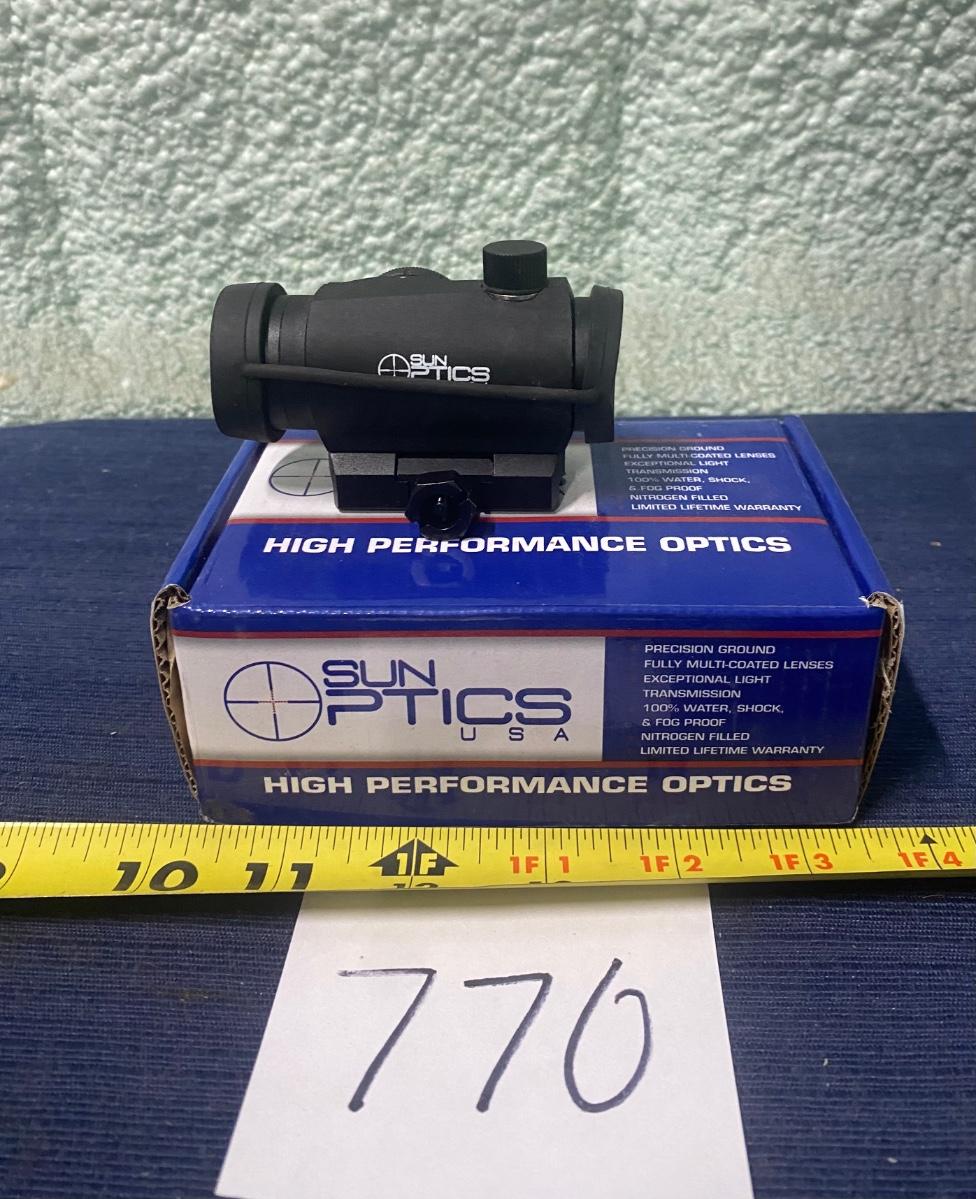 SUN
OPTICS
PRECISION GROUND
FULLY MULTI-COATED LENSES
EXCEPTIONAL LIGHT
TRANSMISSION
100% WATER, SHOCK,
& FOG PROOF
NITROGEN FILLED
LIMITED LIFETIME WARRANTY
HIGH PERFORMANCE OPTICS
SUN
OPTICS
USA
PRECISION GROUND
FULLY MULTI-COATED LENSES
EXCEPTIONAL LIGHT
TRANSMISSION
100% WATER, SHOCK,
& FOG PROOF
NITROGEN FILLED
LIMITED LIFETIME WARRANTY
HIGH PERFORMANCE OPTICS
10 11 1F 1F 1 1F 2 1F 3 1F 4
770